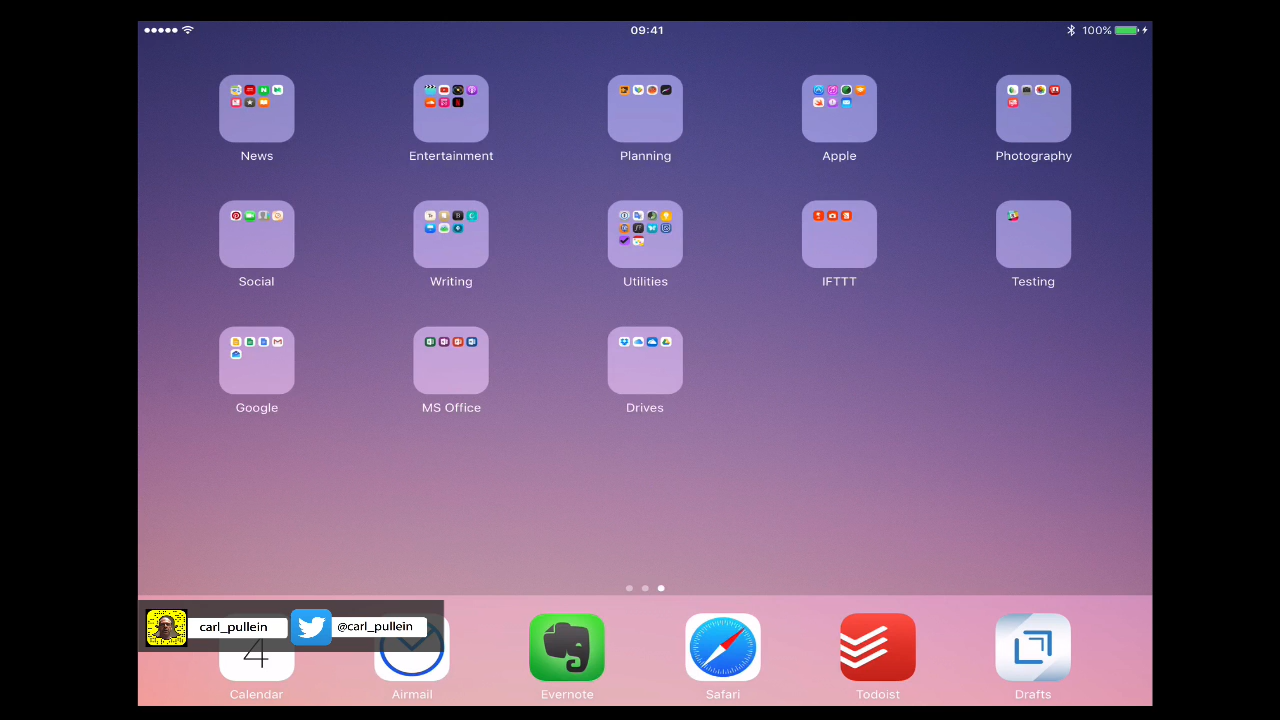 09:41
100%
News
Entertainment
Planning
Apple
Photography
Social
Writing
Utilities
IFTTT
Testing
Google
MS Office
Drives
carl_pullein
@carl_pullein
4
Calendar
Airmail
Evernote
Safari
Todoist
Drafts